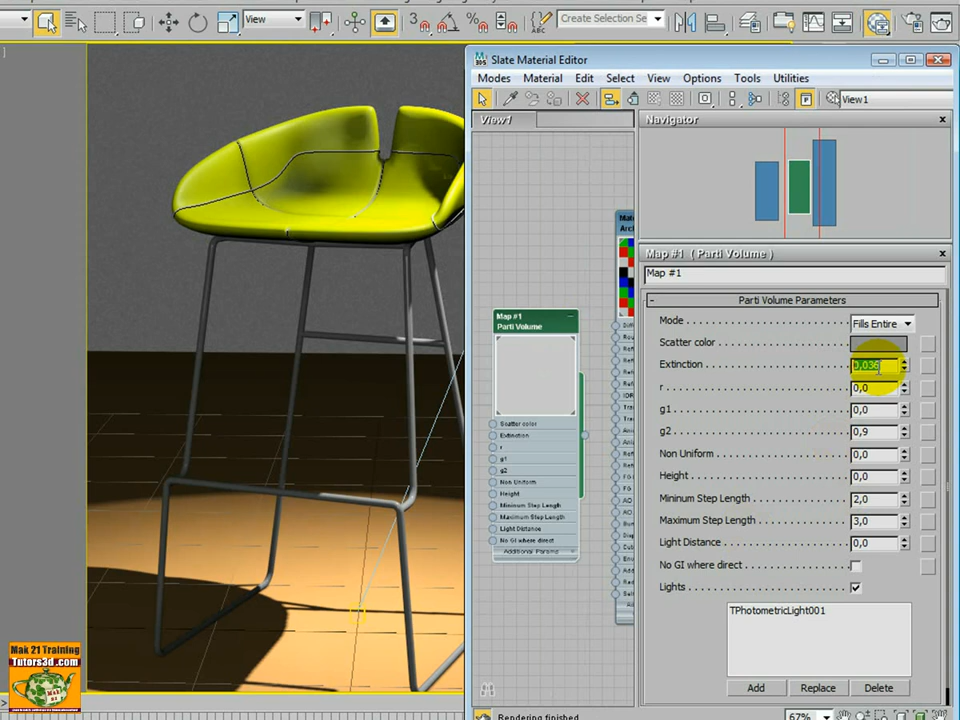 View
Create Selection Se
Slate Material Editor
Modes Material Edit Select View Options Tools Utilities
View1
View1
Navigator
Map #1 ( Parti Volume )
Map #1
Parti Volume Parameters
Mode Fills Entire
Scatter color
Extinction 0,036
r 0,0
g1 0,0
g2 0,9
Non Uniform 0,0
Height 0,0
Mininum Step Length 2,0
Maximum Step Length 3,0
Light Distance 0,0
No GI where direct
Lights
TPhotometricLight001
Add Replace Delete
Map #1
Parti Volume
Scatter color
Extinction
r
g1
g2
Non Uniform
Height
Mininum Step Length
Maximum Step Length
Light Distance
No GI where direct
Additional Params
Mak 21 Training
Tutors3d .com
Rendering finished
67%